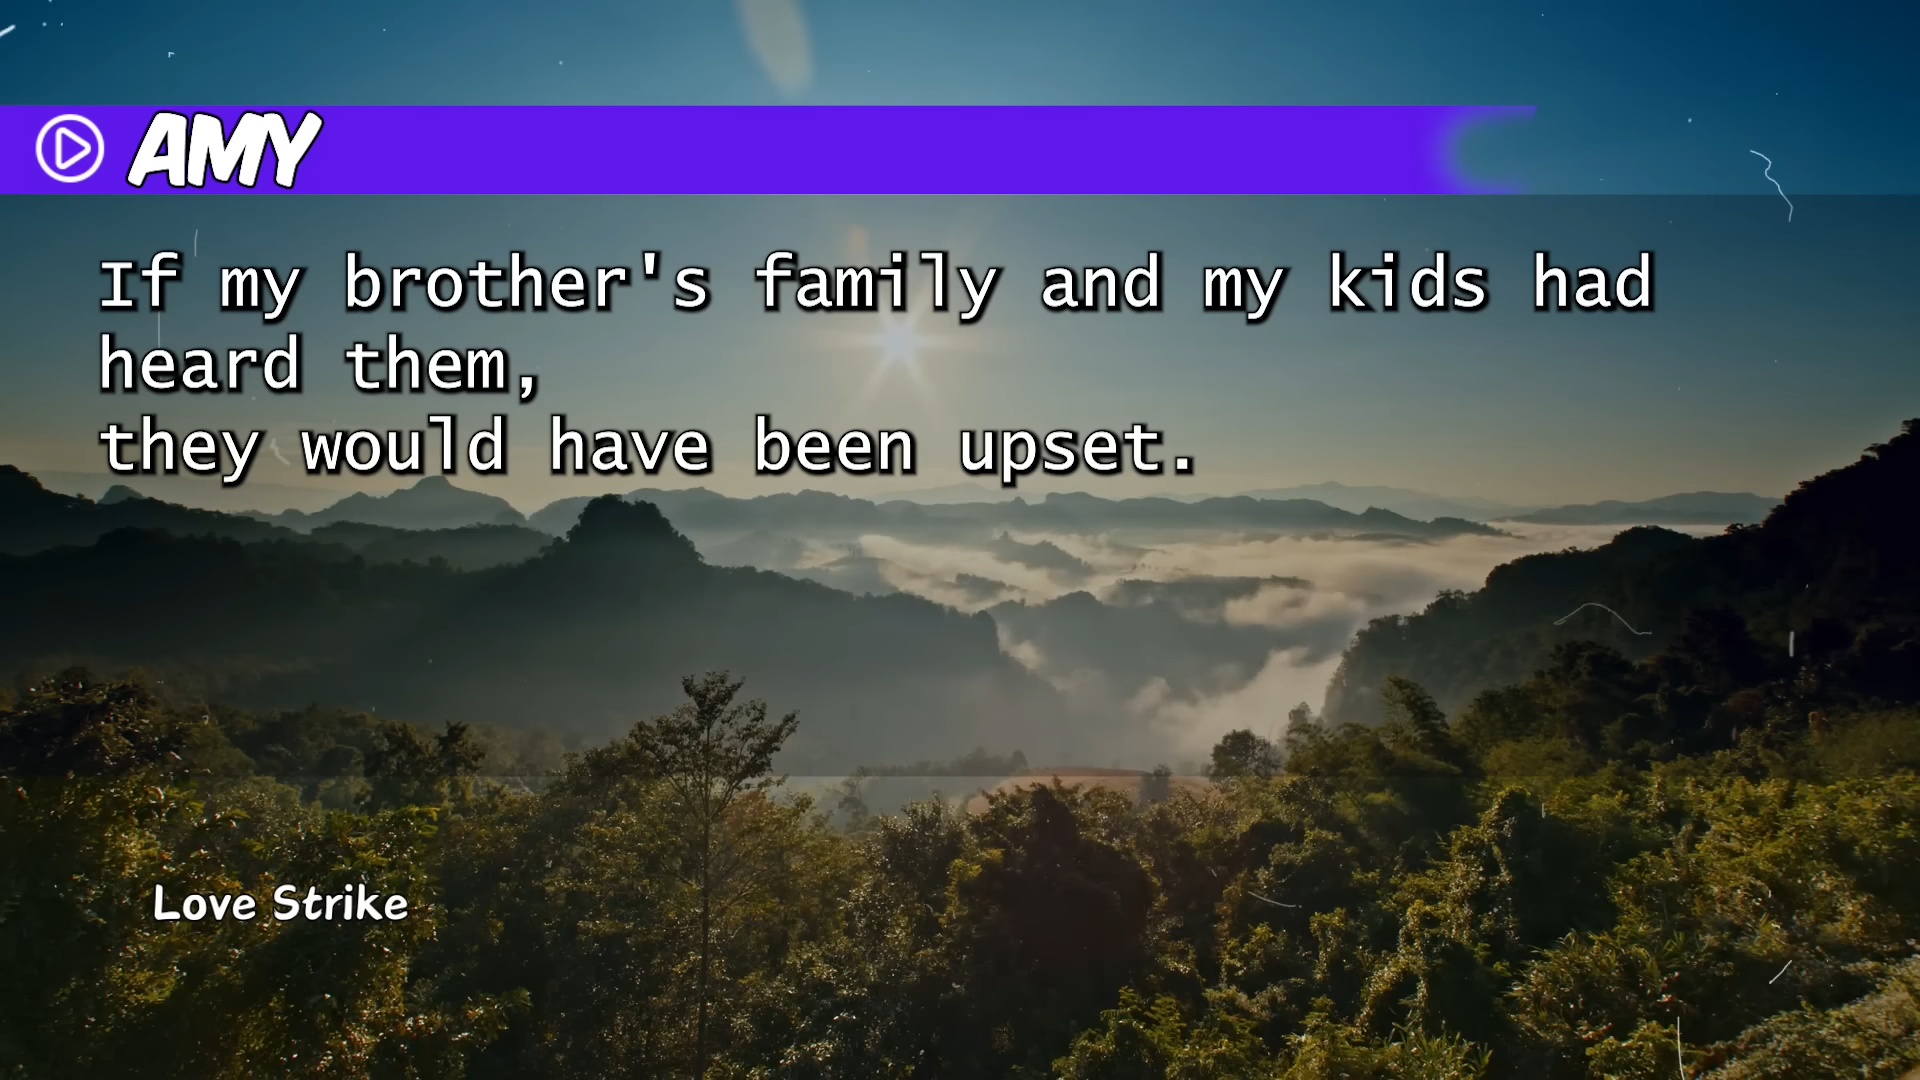 AMY
If my brother's family and my kids had
heard them,
they would have been upset.
Love Strike